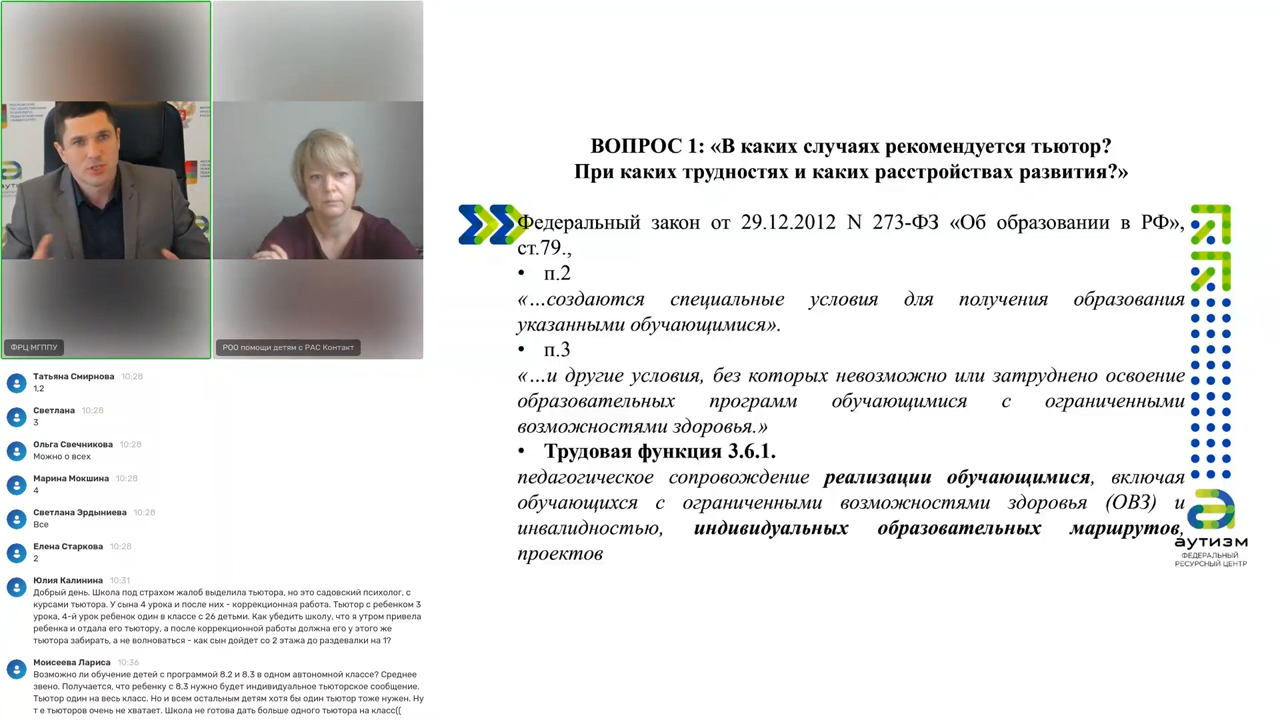 ФРЦ МГППУ
РОО помощи детям с РАС Контакт
Татьяна Смирнова 10:28
1,2
Светлана 10:28
3
Ольга Свечникова 10:28
Можно о всех
Марина Мокшина 10:28
4
Светлана Эрдыниева 10:28
Все
Елена Старкова 10:28
2
Юлия Калинина 10:31
Добрый день. Школа под страхом жалоб выделила тьютора, но это садовский психолог, с
курсами тьютора. У сына 4 урока и после них - коррекционная работа. Тьютор с ребенком 3
урока, 4-й урок ребенок один в классе с 26 детьми. Как убедить школу, что я утром привела
ребенка и отдала его тьютору, а после коррекционной работы должна его у этого же
тьютора забирать, а не волноваться - как сын дойдет со 2 этажа до раздевалки на 1?
Моисеева Лариса 10:36
Возможно ли обучение детей с программой 8.2 и 8.3 в одном автономной классе? Среднее
звено. Получается, что ребенку с 8.3 нужно будет индивидуальное тьюторское сообщение.
Тьютор один на весь класс. Но и всем остальным детям хотя бы один тьютор тоже нужен. Ну
т е тьюторов очень не хватает. Школа не готова дать больше одного тьютора на класс((
ВОПРОС 1: «В каких случаях рекомендуется тьютор?
При каких трудностях и каких расстройствах развития?»
Федеральный закон от 29.12.2012 N 273-ФЗ «Об образовании в РФ»,
ст.79.,
• п.2
«…создаются специальные условия для получения образования
указанными обучающимися».
• п.3
«…и другие условия, без которых невозможно или затруднено освоение
образовательных программ обучающимися с ограниченными
возможностями здоровья.»
• Трудовая функция 3.6.1.
педагогическое сопровождение реализации обучающимися, включая
обучающихся с ограниченными возможностями здоровья (ОВЗ) и
инвалидностью, индивидуальных образовательных маршрутов,
проектов
аутизм
ФЕДЕРАЛЬНЫЙ
РЕСУРСНЫЙ ЦЕНТР